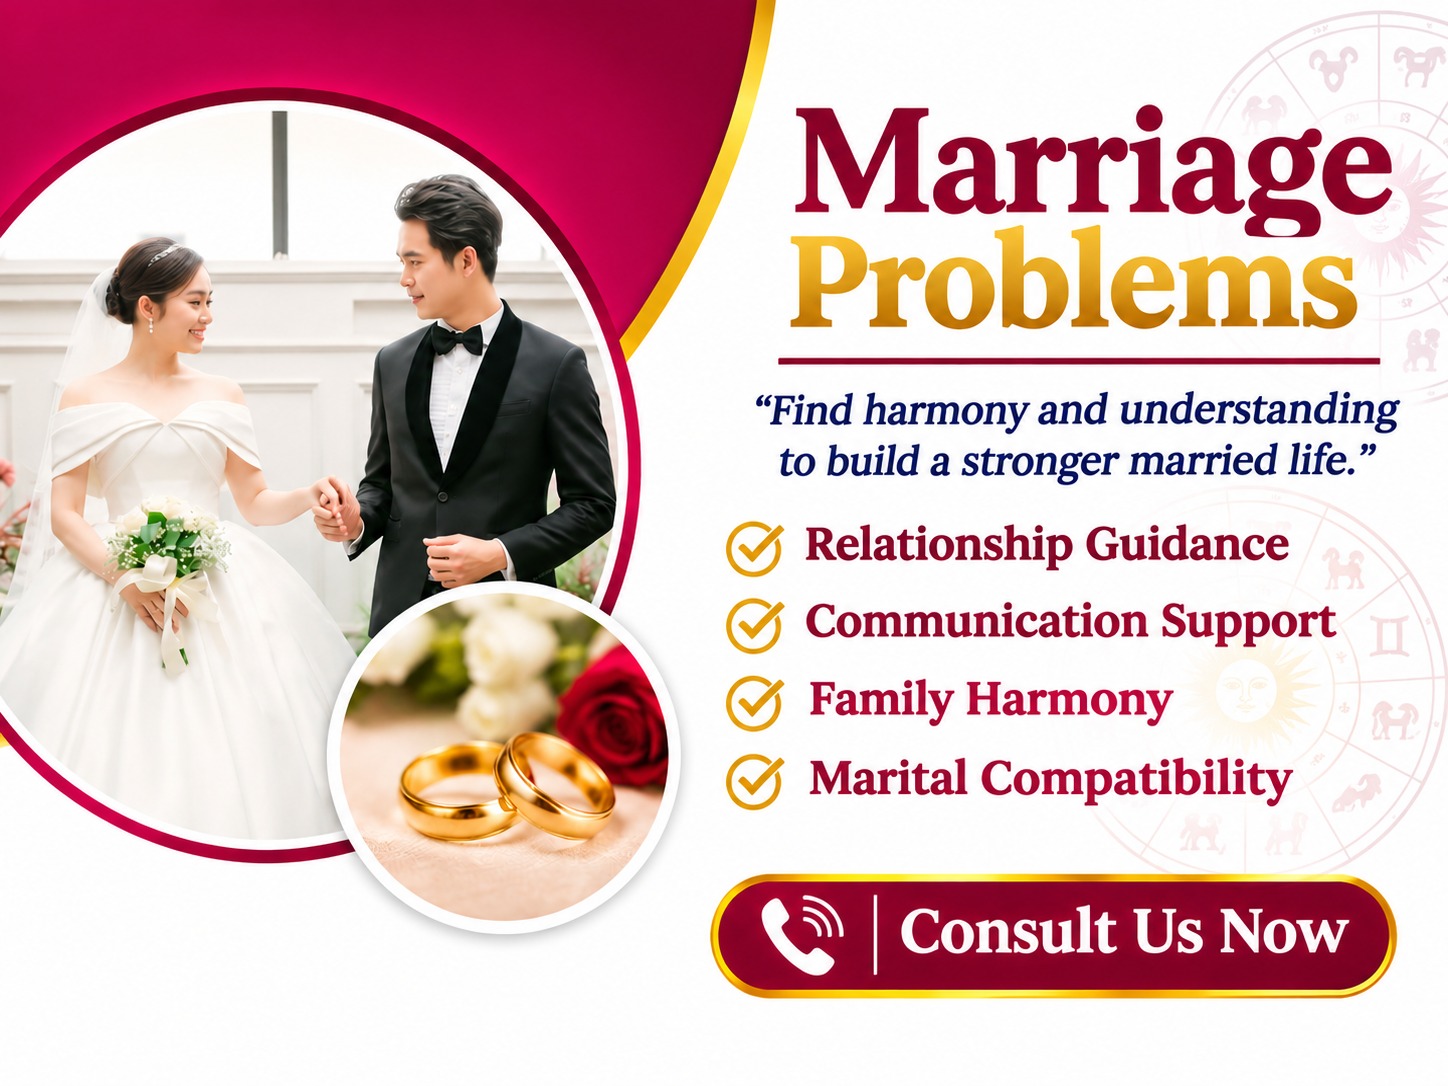 Marriage
Problems
“Find harmony and understanding
to build a stronger married life.”
Relationship Guidance
Communication Support
Family Harmony
Marital Compatibility
Consult Us Now